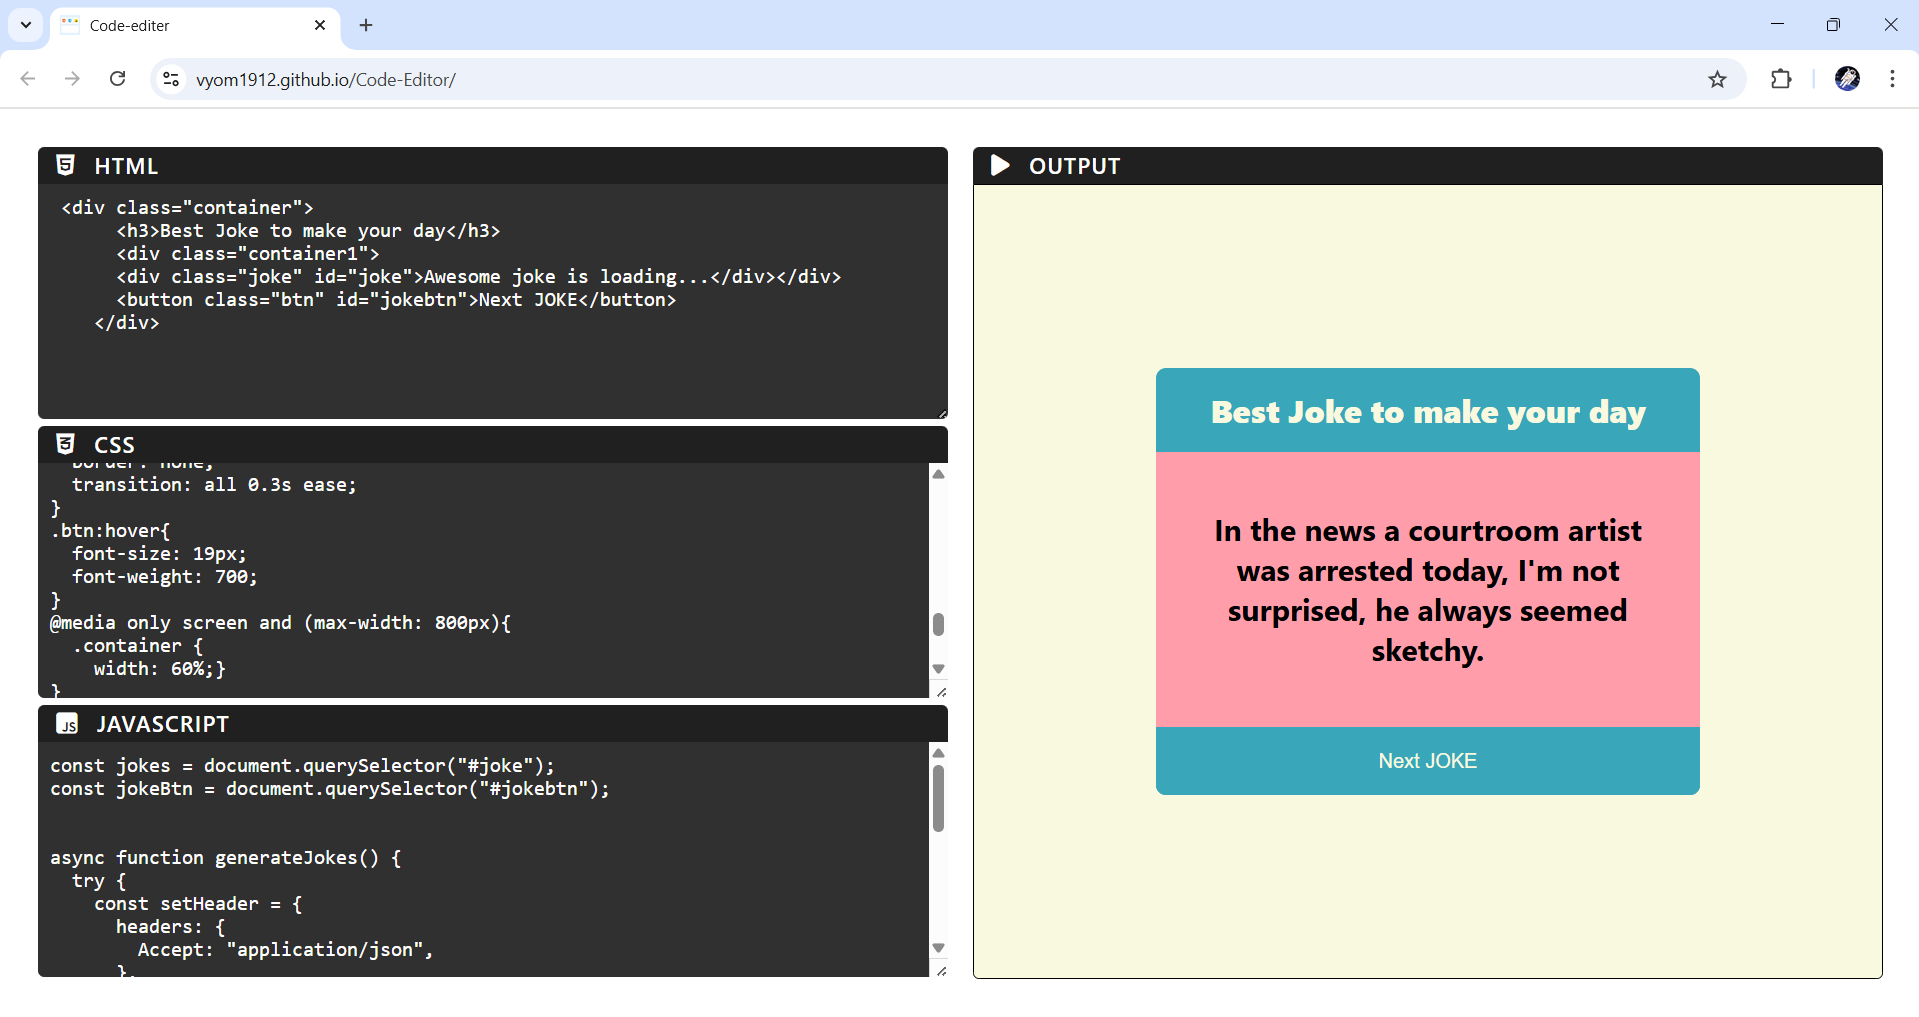 Code-editer
vyom1912.github.io/Code-Editor/
HTML
<div class="container">
<h3>Best Joke to make your day</h3>
<div class="container1">
<div class="joke" id="joke">Awesome joke is loading...</div></div>
<button class="btn" id="jokebtn">Next JOKE</button>
</div>
CSS
border: none;
transition: all 0.3s ease;
}
.btn:hover{
font-size: 19px;
font-weight: 700;
}
@media only screen and (max-width: 800px){
.container {
width: 60%;}
}
JS JAVASCRIPT
const jokes = document.querySelector("#joke");
const jokeBtn = document.querySelector("#jokebtn");
async function generateJokes() {
try {
const setHeader = {
headers: {
Accept: "application/json",
},
OUTPUT
Best Joke to make your day
In the news a courtroom artist
was arrested today, I'm not
surprised, he always seemed
sketchy.
Next JOKE